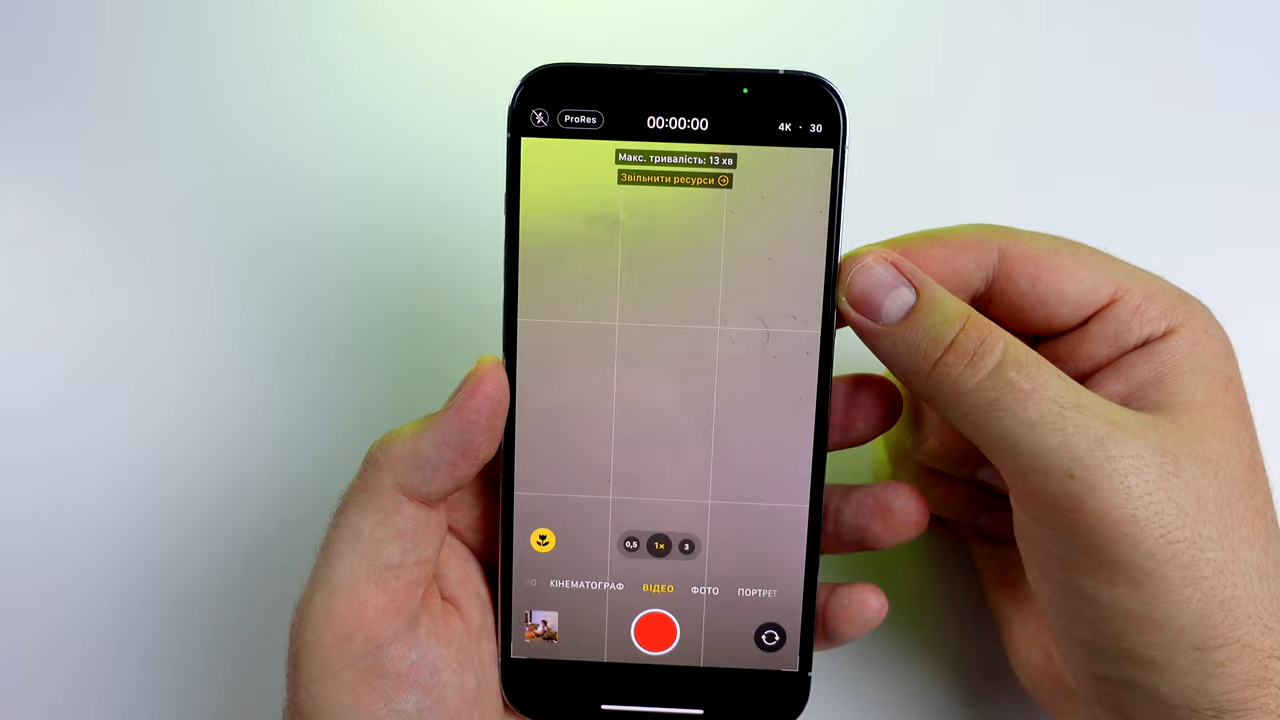 ProRes
00:00:00
4K · 30
Макс. тривалість: 13 хв
Звільнити ресурси
0,5 1× 3
КІНЕМАТОГРАФ ВІДЕО ФОТО ПОРТРЕТ